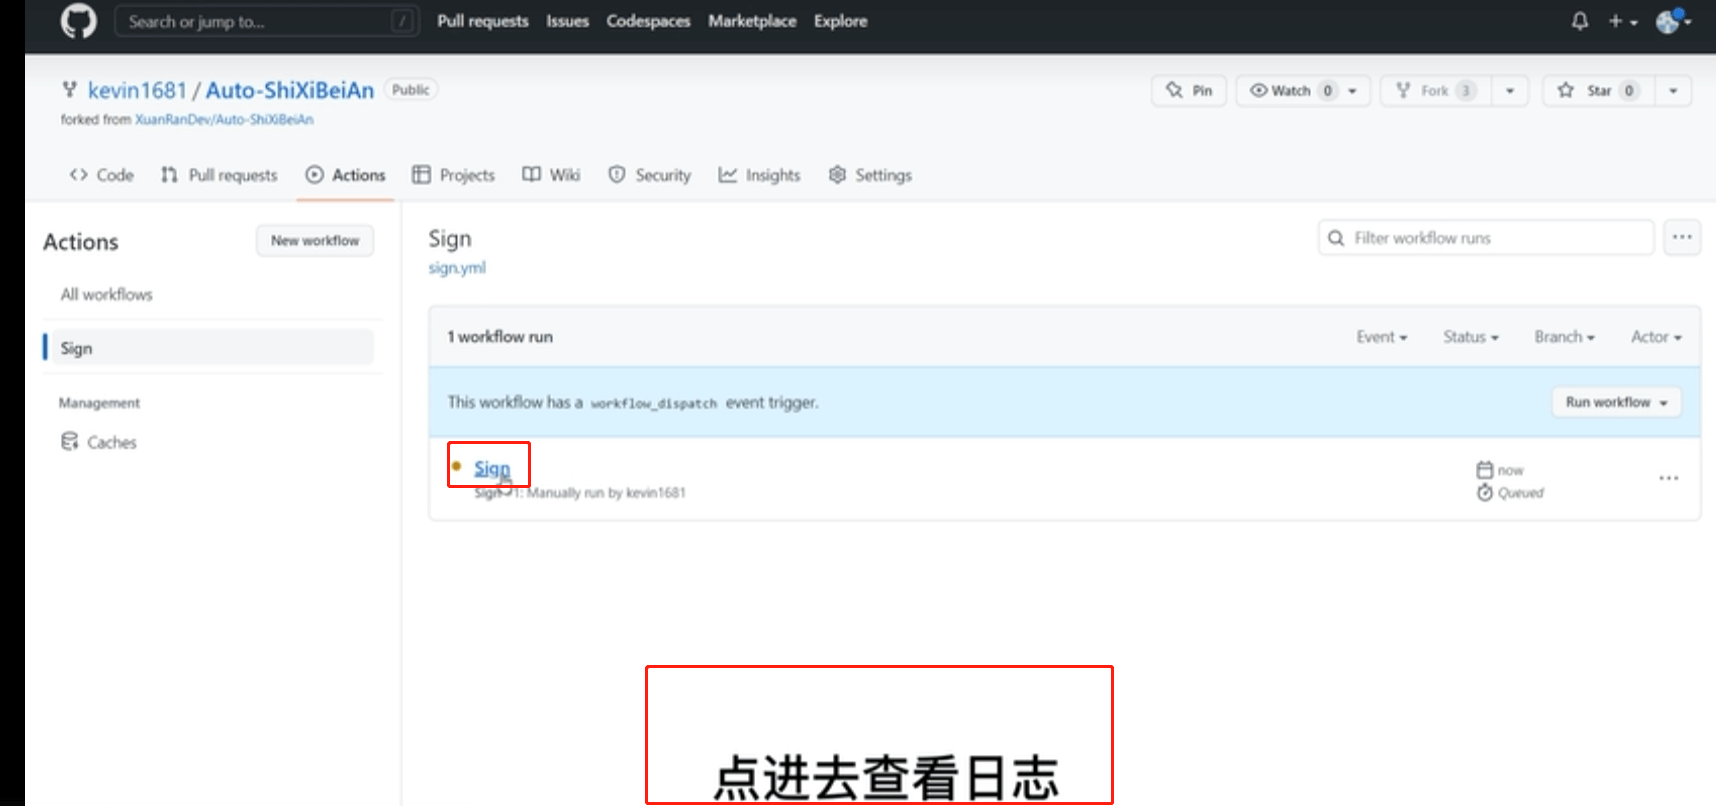 Search or jump to... /
Pull requests Issues Codespaces Marketplace Explore
kevin1681 / Auto-ShiXiBeiAn Public
Pin Watch 0 Fork 3 Star 0
forked from XuanRanDev/Auto-ShiXiBeiAn
Code Pull requests Actions Projects Wiki Security Insights Settings
Actions New workflow
All workflows
Sign
Management
Caches
Sign
sign.yml
Filter workflow runs
1 workflow run
Event Status Branch Actor
This workflow has a workflow_dispatch event trigger.
Run workflow
Sign
Sign 1: Manually run by kevin1681
now
Queued
点进去查看日志